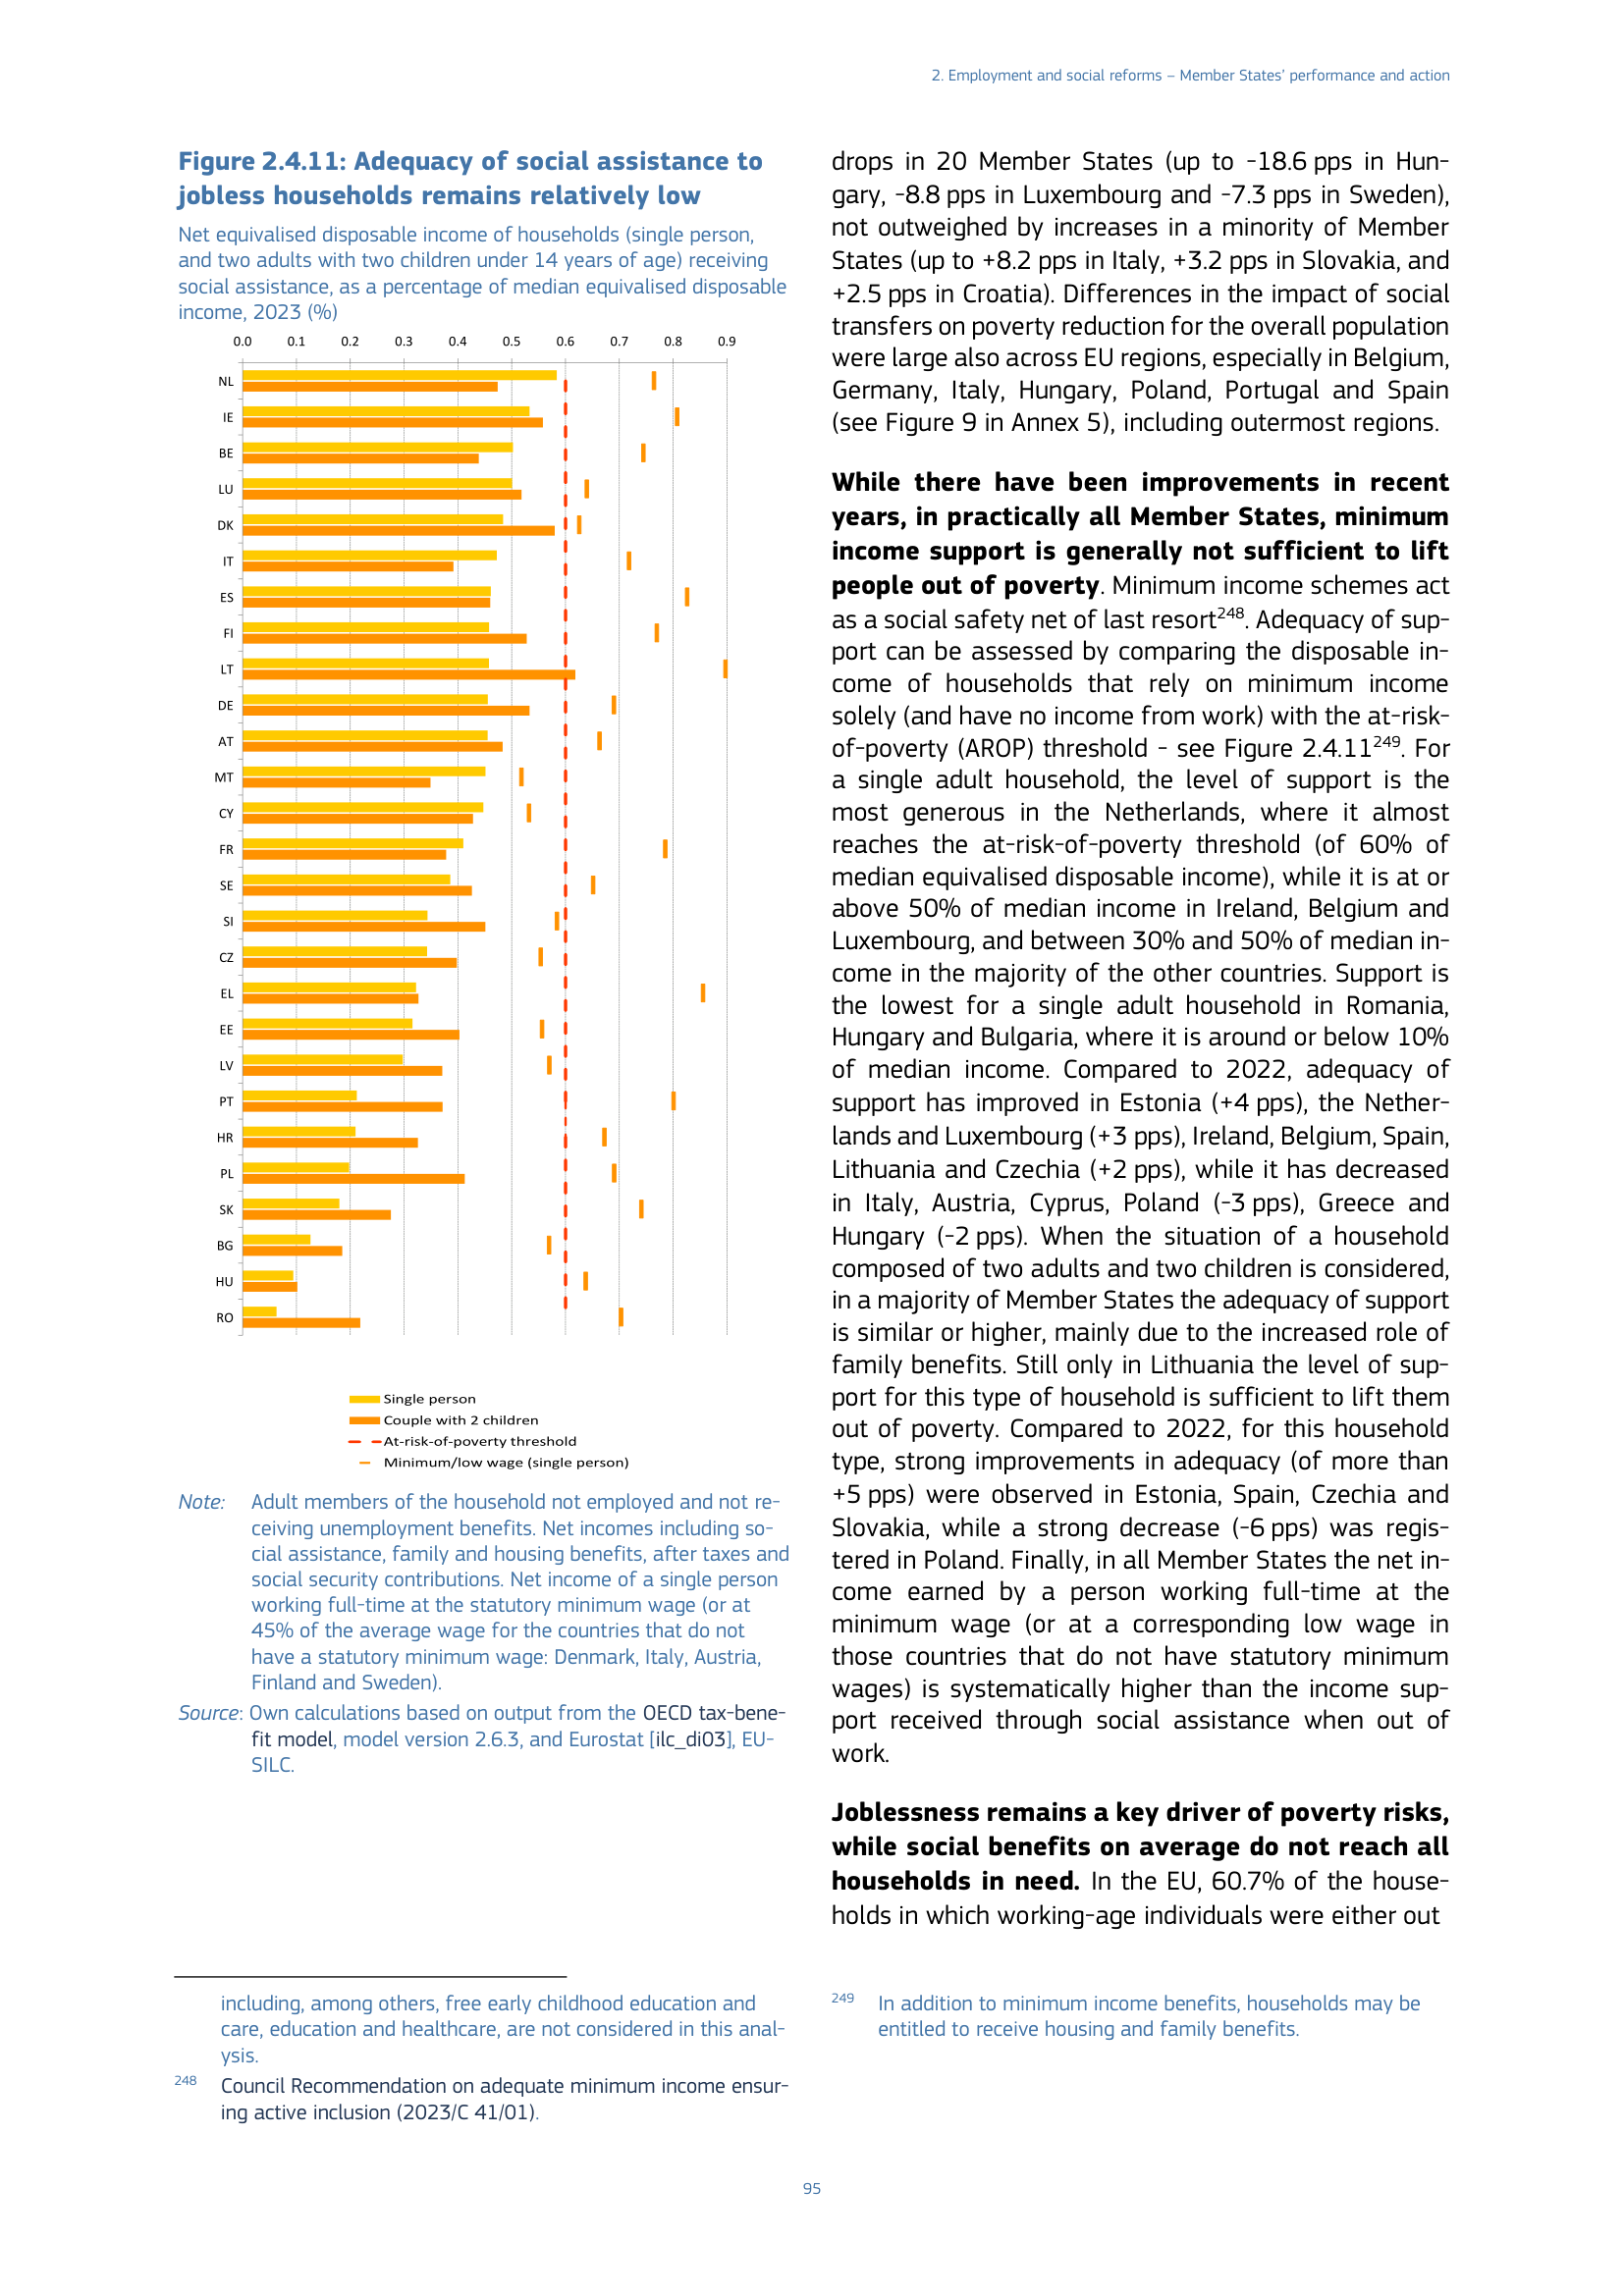 2. Employment and social reforms – Member States' performance and action
Figure 2.4.11: Adequacy of social assistance to
jobless households remains relatively low
Net equivalised disposable income of households (single person,
and two adults with two children under 14 years of age) receiving
social assistance, as a percentage of median equivalised disposable
income, 2023 (%)
0.0 0.1 0.2 0.3 0.4 0.5 0.6 0.7 0.8 0.9
NL
IE
BE
LU
DK
IT
ES
FI
LT
DE
AT
MT
CY
FR
SE
SI
CZ
EL
EE
LV
PT
HR
PL
SK
BG
HU
RO
Single person
Couple with 2 children
At-risk-of-poverty threshold
Minimum/low wage (single person)
Note: Adult members of the household not employed and not re-
ceiving unemployment benefits. Net incomes including so-
cial assistance, family and housing benefits, after taxes and
social security contributions. Net income of a single person
working full-time at the statutory minimum wage (or at
45% of the average wage for the countries that do not
have a statutory minimum wage: Denmark, Italy, Austria,
Finland and Sweden).
Source: Own calculations based on output from the OECD tax-bene-
fit model, model version 2.6.3, and Eurostat [ilc_di03], EU-
SILC.
drops in 20 Member States (up to -18.6 pps in Hun-
gary, -8.8 pps in Luxembourg and -7.3 pps in Sweden),
not outweighed by increases in a minority of Member
States (up to +8.2 pps in Italy, +3.2 pps in Slovakia, and
+2.5 pps in Croatia). Differences in the impact of social
transfers on poverty reduction for the overall population
were large also across EU regions, especially in Belgium,
Germany, Italy, Hungary, Poland, Portugal and Spain
(see Figure 9 in Annex 5), including outermost regions.
While there have been improvements in recent
years, in practically all Member States, minimum
income support is generally not sufficient to lift
people out of poverty. Minimum income schemes act
as a social safety net of last resort248. Adequacy of sup-
port can be assessed by comparing the disposable in-
come of households that rely on minimum income
solely (and have no income from work) with the at-risk-
of-poverty (AROP) threshold - see Figure 2.4.11249. For
a single adult household, the level of support is the
most generous in the Netherlands, where it almost
reaches the at-risk-of-poverty threshold (of 60% of
median equivalised disposable income), while it is at or
above 50% of median income in Ireland, Belgium and
Luxembourg, and between 30% and 50% of median in-
come in the majority of the other countries. Support is
the lowest for a single adult household in Romania,
Hungary and Bulgaria, where it is around or below 10%
of median income. Compared to 2022, adequacy of
support has improved in Estonia (+4 pps), the Nether-
lands and Luxembourg (+3 pps), Ireland, Belgium, Spain,
Lithuania and Czechia (+2 pps), while it has decreased
in Italy, Austria, Cyprus, Poland (-3 pps), Greece and
Hungary (-2 pps). When the situation of a household
composed of two adults and two children is considered,
in a majority of Member States the adequacy of support
is similar or higher, mainly due to the increased role of
family benefits. Still only in Lithuania the level of sup-
port for this type of household is sufficient to lift them
out of poverty. Compared to 2022, for this household
type, strong improvements in adequacy (of more than
+5 pps) were observed in Estonia, Spain, Czechia and
Slovakia, while a strong decrease (-6 pps) was regis-
tered in Poland. Finally, in all Member States the net in-
come earned by a person working full-time at the
minimum wage (or at a corresponding low wage in
those countries that do not have statutory minimum
wages) is systematically higher than the income sup-
port received through social assistance when out of
work.
Joblessness remains a key driver of poverty risks,
while social benefits on average do not reach all
households in need. In the EU, 60.7% of the house-
holds in which working-age individuals were either out
including, among others, free early childhood education and
care, education and healthcare, are not considered in this anal-
ysis.
248 Council Recommendation on adequate minimum income ensur-
ing active inclusion (2023/C 41/01).
249 In addition to minimum income benefits, households may be
entitled to receive housing and family benefits.
95